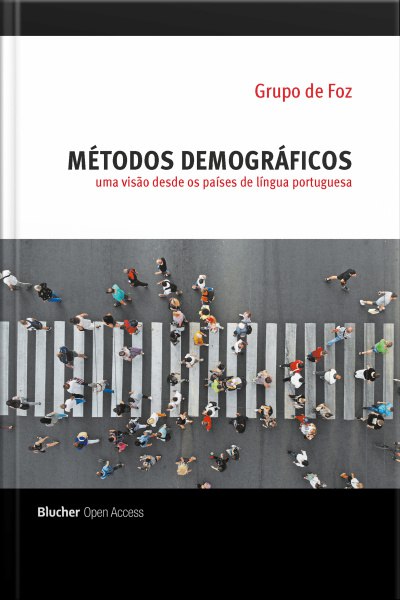 Grupo de Foz
MÉTODOS DEMOGRÁFICOS
uma visão desde os países de língua portuguesa
Blucher Open Access